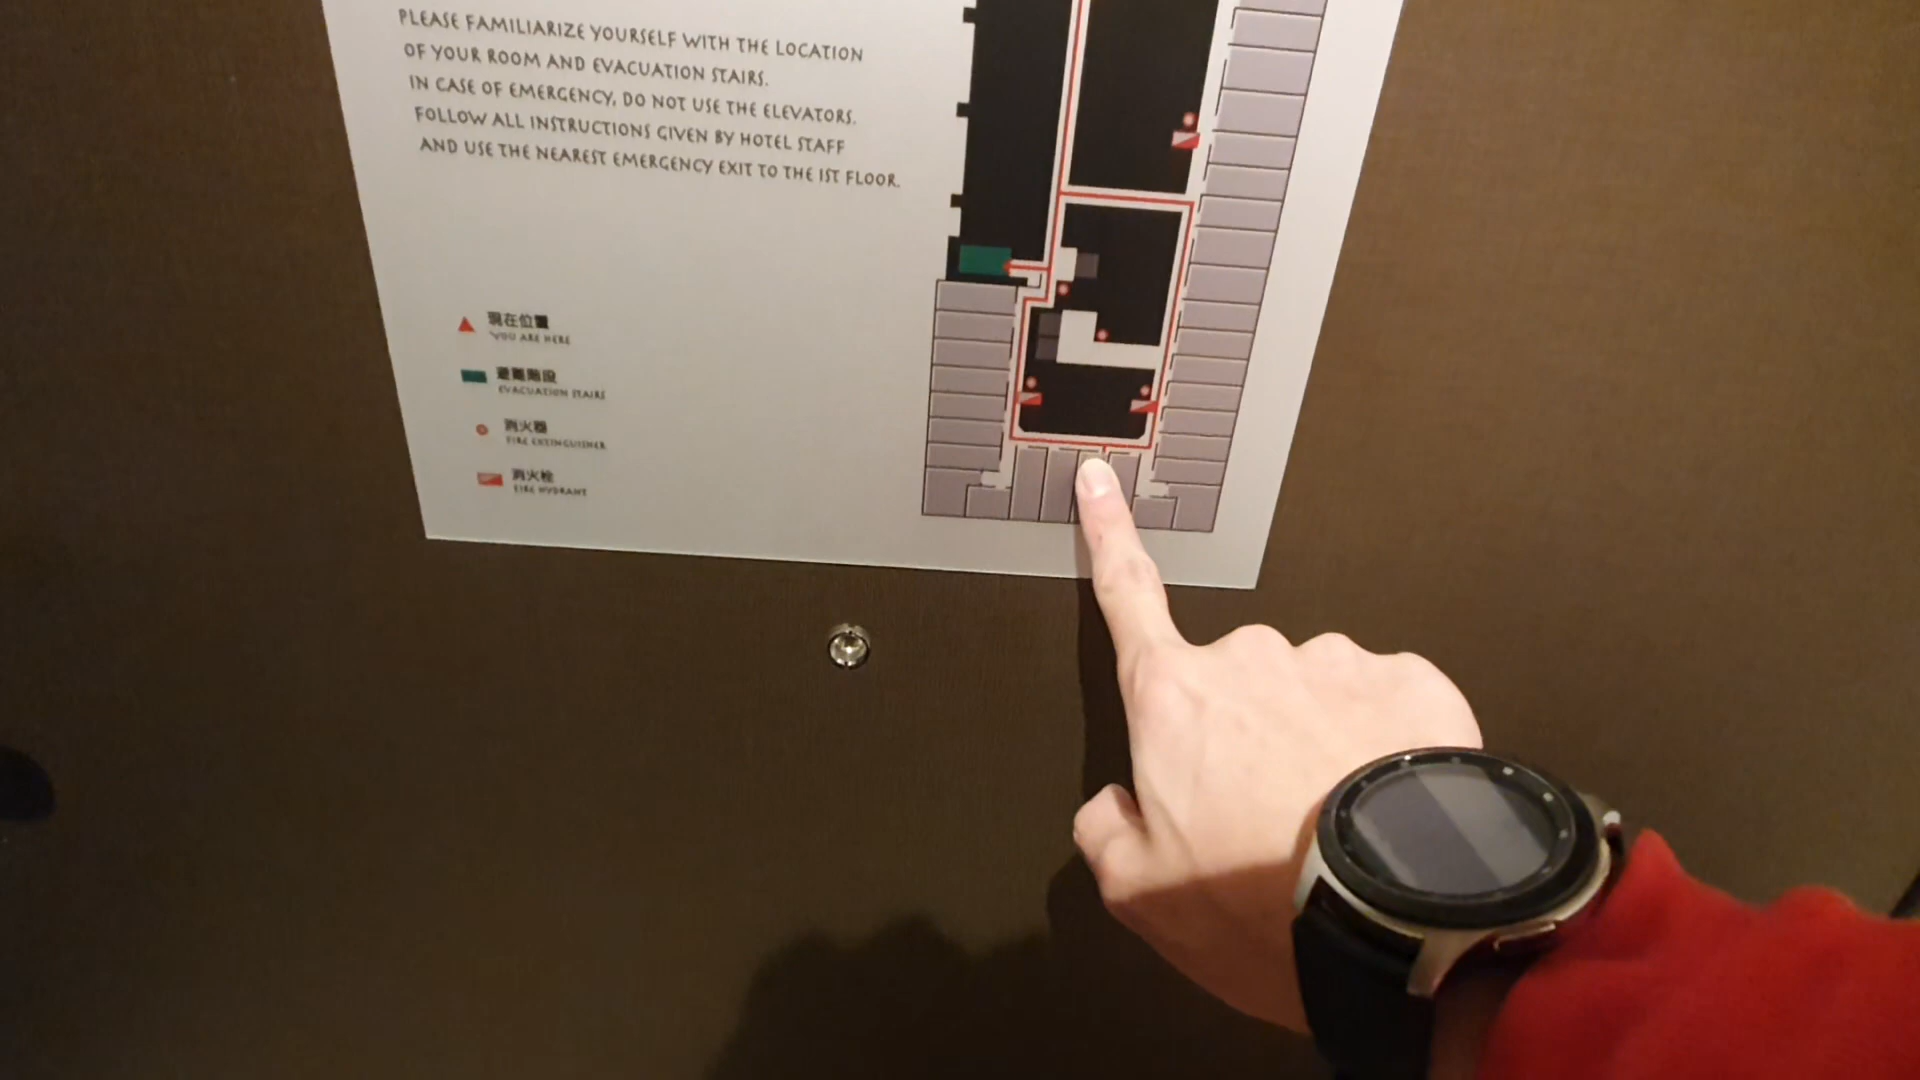 PLEASE FAMILIARIZE YOURSELF WITH THE LOCATION
OF YOUR ROOM AND EVACUATION STAIRS.
IN CASE OF EMERGENCY, DO NOT USE THE ELEVATORS.
FOLLOW ALL INSTRUCTIONS GIVEN BY HOTEL STAFF
AND USE THE NEAREST EMERGENCY EXIT TO THE 1ST FLOOR.
現在位置
YOU ARE HERE
避難階段
EVACUATION STAIRS
消火器
FIRE EXTINGUISHER
消火栓
FIRE HYDRANT